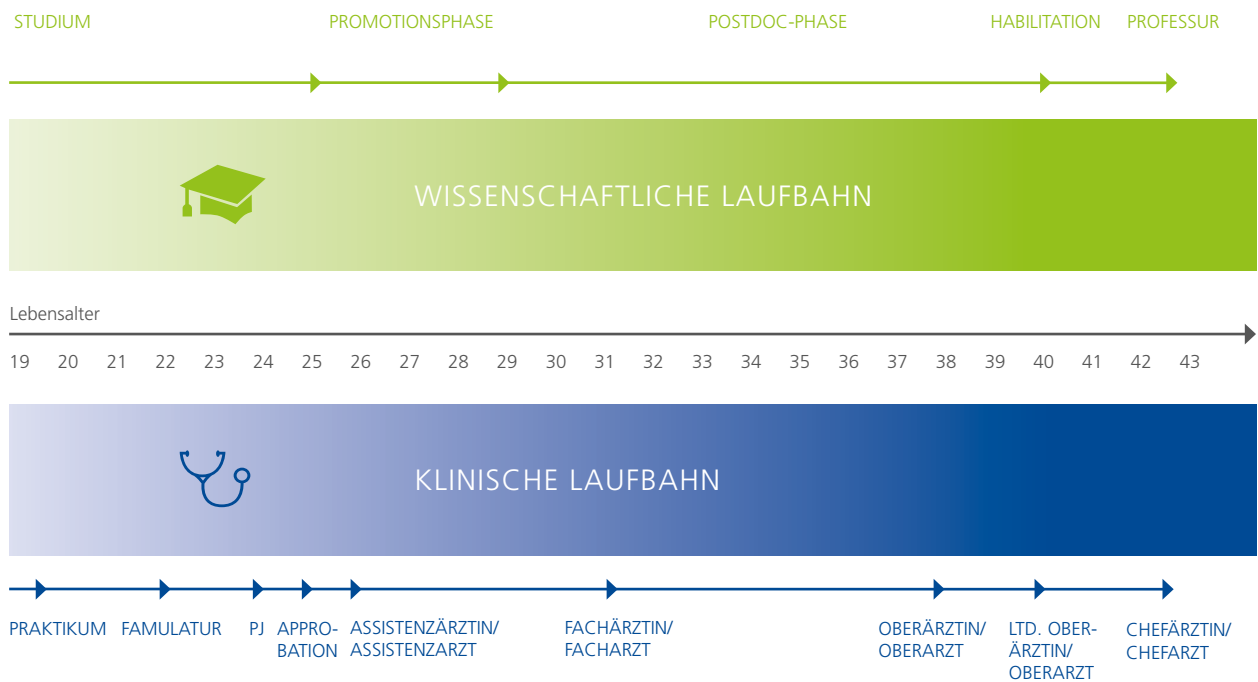 STUDIUM PROMOTIONSPHASE POSTDOC-PHASE HABILITATION PROFESSUR
WISSENSCHAFTLICHE LAUFBAHN
Lebensalter
19 20 21 22 23 24 25 26 27 28 29 30 31 32 33 34 35 36 37 38 39 40 41 42 43
KLINISCHE LAUFBAHN
PRAKTIKUM FAMULATUR PJ APPRO-
BATION
ASSISTENZÄRZTIN/
ASSISTENZARZT
FACHÄRZTIN/
FACHARZT
OBERÄRZTIN/
OBERARZT
LTD. OBER-
ÄRZTIN/
OBERARZT
CHEFÄRZTIN/
CHEFARZT